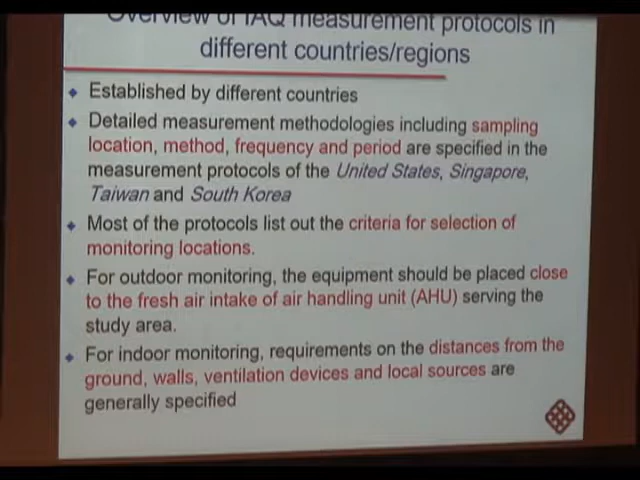 Overview of IAQ measurement protocols in
different countries/regions
Established by different countries
Detailed measurement methodologies including sampling
location, method, frequency and period are specified in the
measurement protocols of the United States, Singapore,
Taiwan and South Korea
Most of the protocols list out the criteria for selection of
monitoring locations.
For outdoor monitoring, the equipment should be placed close
to the fresh air intake of air handling unit (AHU) serving the
study area.
For indoor monitoring, requirements on the distances from the
ground, walls, ventilation devices and local sources are
generally specified